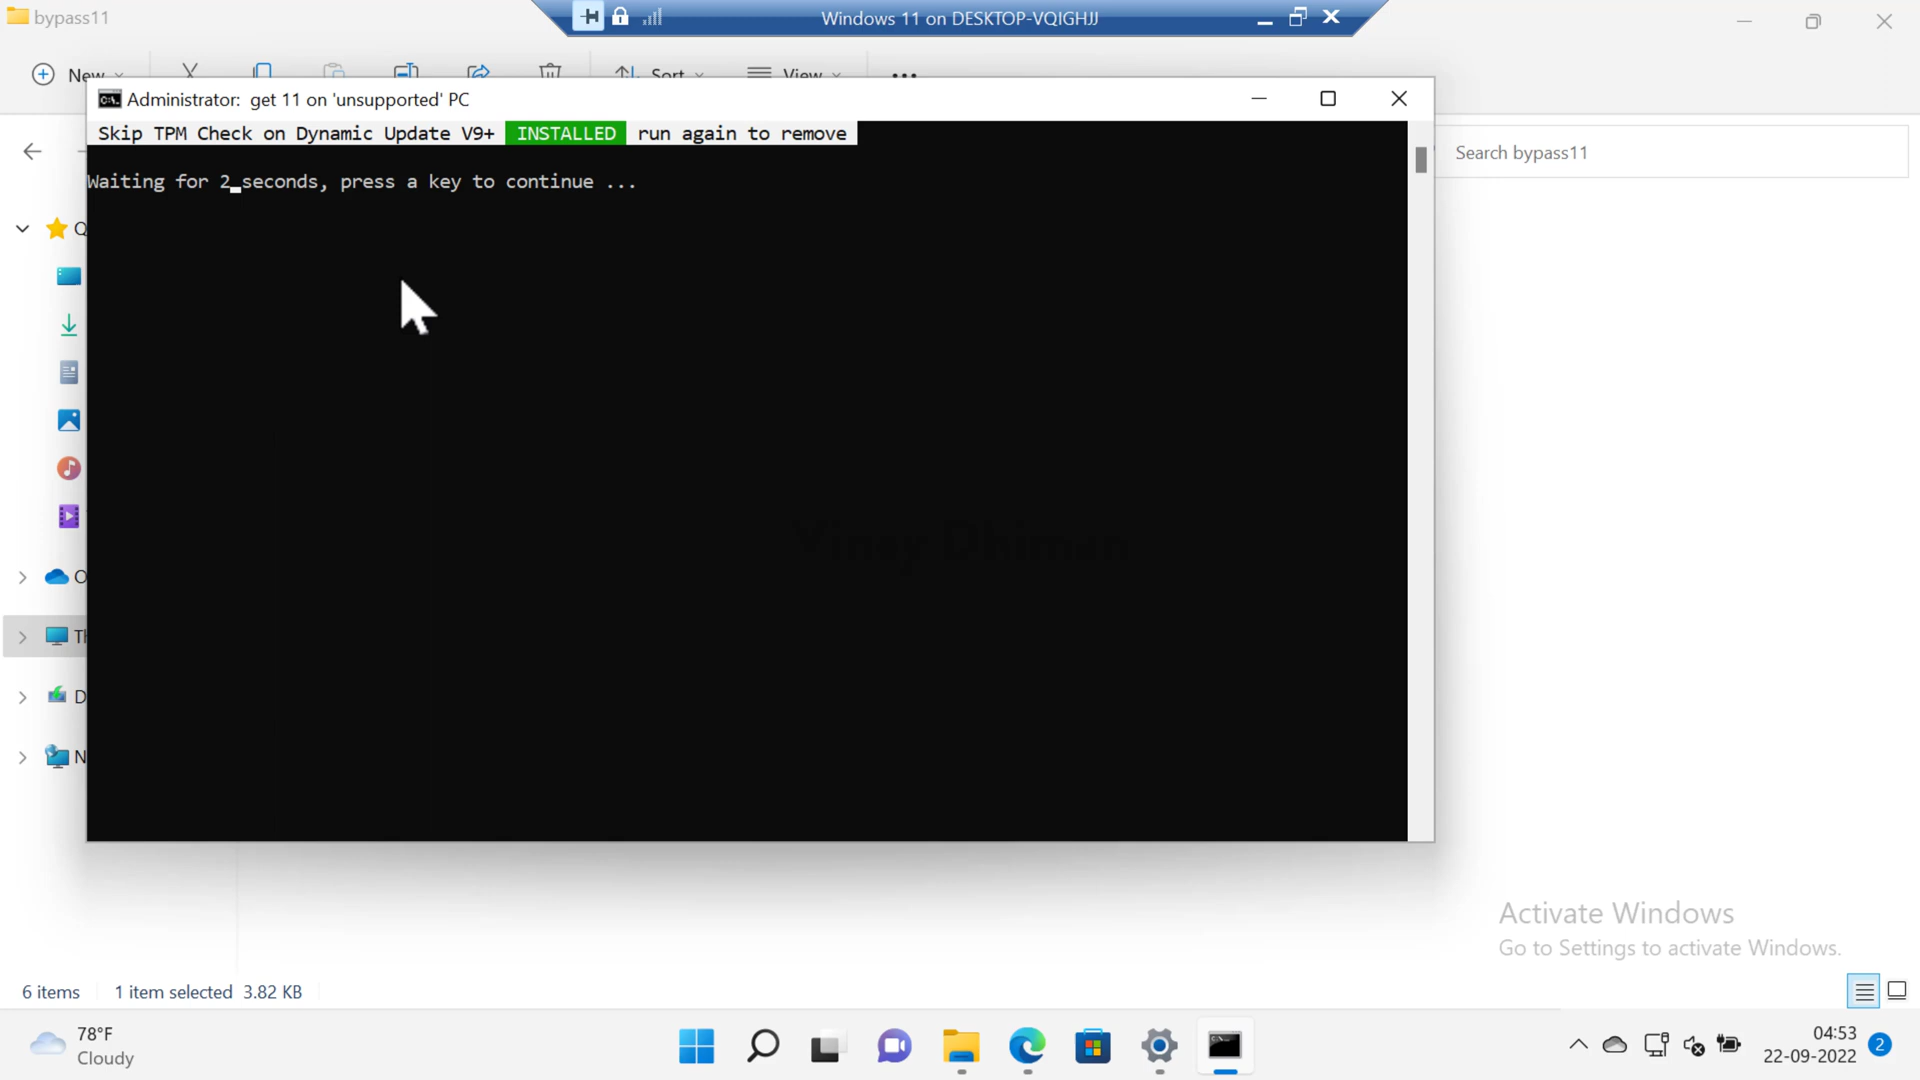 bypass11
Windows 11 on DESKTOP-VQIGHJJ
New
Sort
View
Administrator: get 11 on 'unsupported' PC
Skip TPM Check on Dynamic Update V9+ INSTALLED run again to remove
Search bypass11
Waiting for 2 seconds, press a key to continue ...
Q
Viney Dhiman
O
Th
D
N
Activate Windows
Go to Settings to activate Windows.
6 items
1 item selected 3.82 KB
78°F
Cloudy
04:53
22-09-2022
2